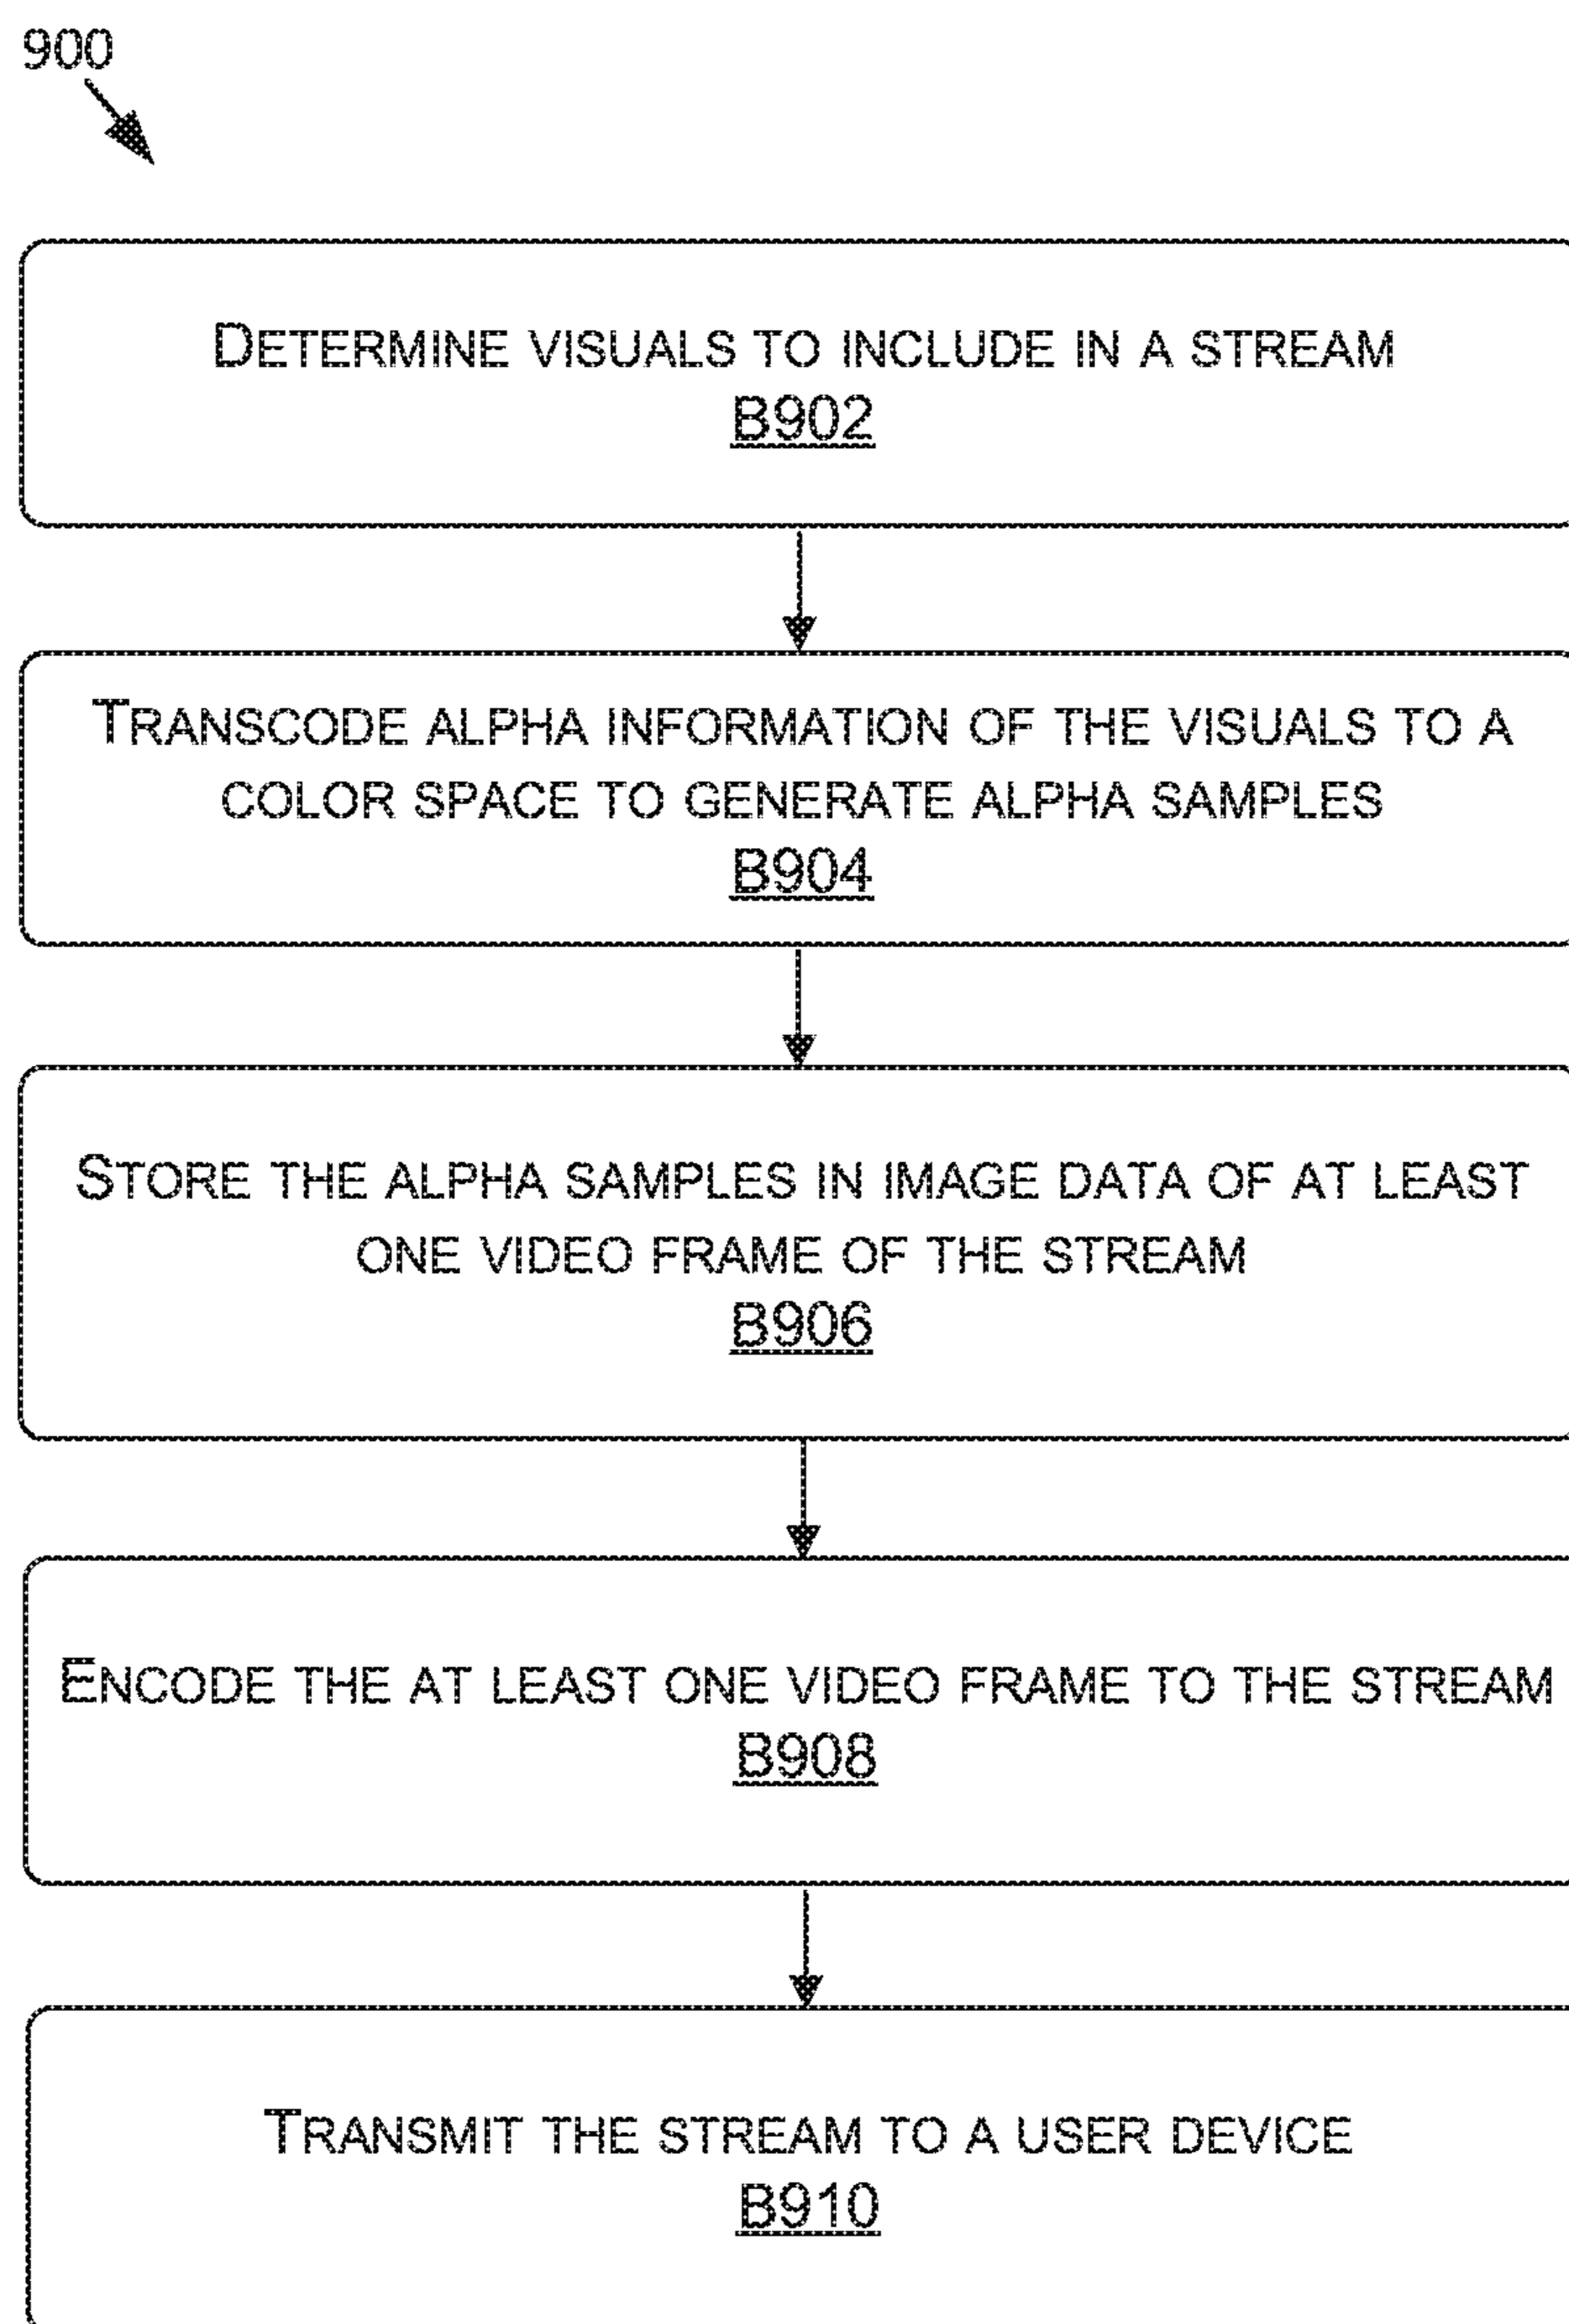 900
DETERMINE VISUALS TO INCLUDE IN A STREAM
B902
TRANSCODE ALPHA INFORMATION OF THE VISUALS TO A
COLOR SPACE TO GENERATE ALPHA SAMPLES
B904
STORE THE ALPHA SAMPLES IN IMAGE DATA OF AT LEAST
ONE VIDEO FRAME OF THE STREAM
B906
ENCODE THE AT LEAST ONE VIDEO FRAME TO THE STREAM
B908
TRANSMIT THE STREAM TO A USER DEVICE
B910